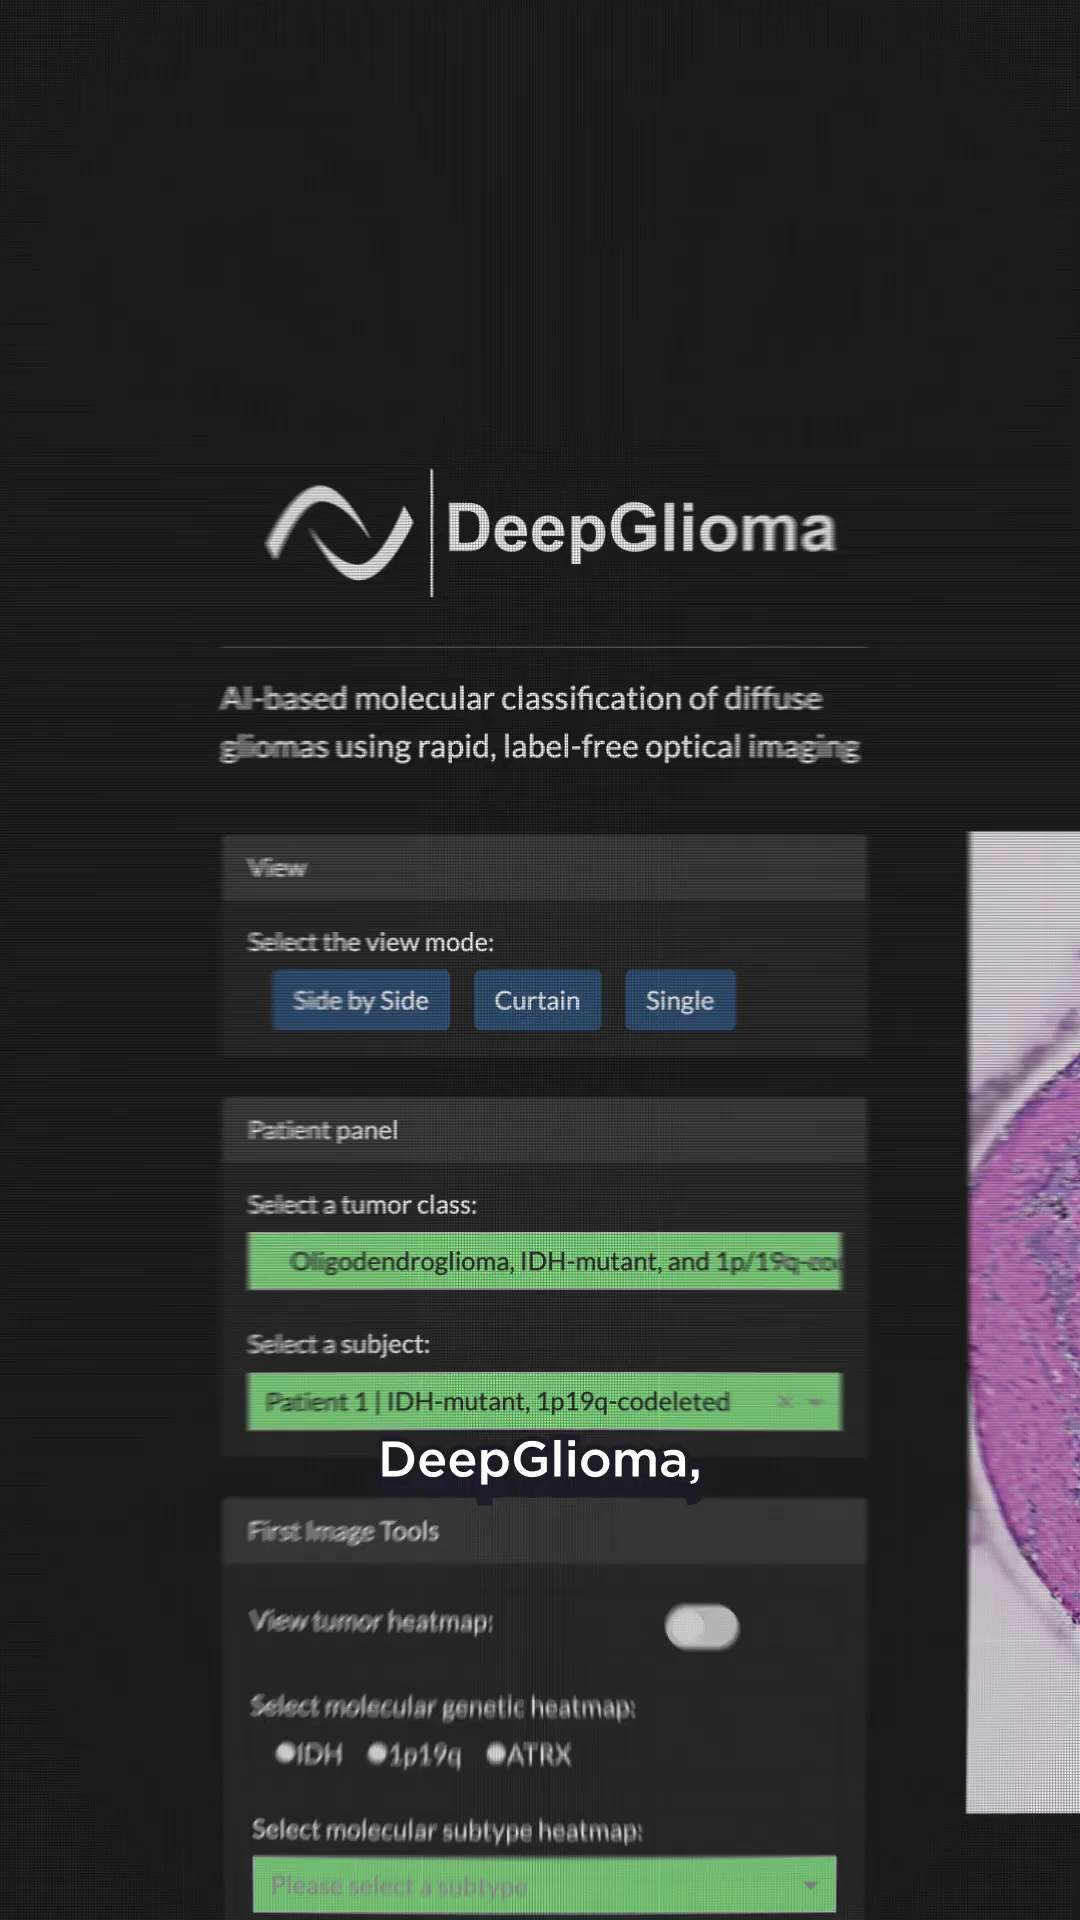 DeepGlioma
AI-based molecular classification of diffuse
gliomas using rapid, label-free optical imaging
View
Select the view mode:
Side by Side
Curtain
Single
Patient panel
Select a tumor class:
Oligodendroglioma, IDH-mutant, and 1p/19q-co
Select a subject:
Patient 1 | IDH-mutant, 1p19q-codeleted
DeepGlioma,
First Image Tools
View tumor heatmap:
Select molecular genetic heatmap:
IDH 1p19q ATRX
Select molecular subtype heatmap:
Please select a subtype